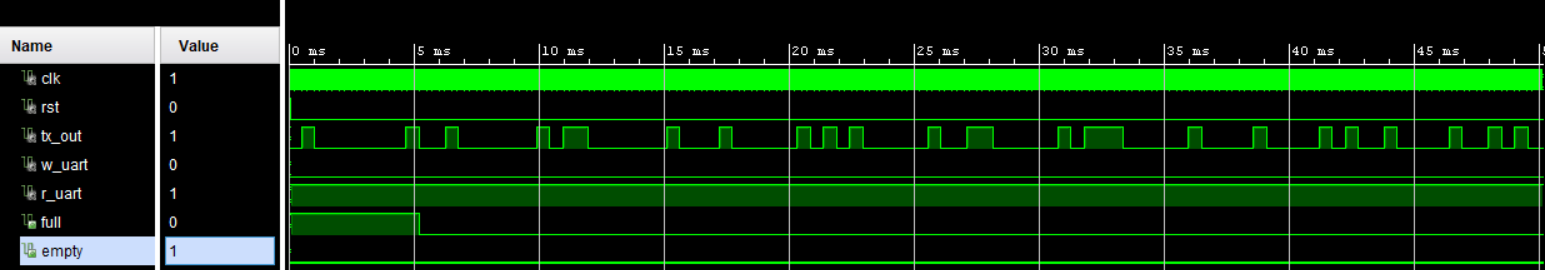 Name Value
0 ms 5 ms 10 ms 15 ms 20 ms 25 ms 30 ms 35 ms 40 ms 45 ms
clk 1
rst 0
tx_out 1
w_uart 0
r_uart 1
full 0
empty 1